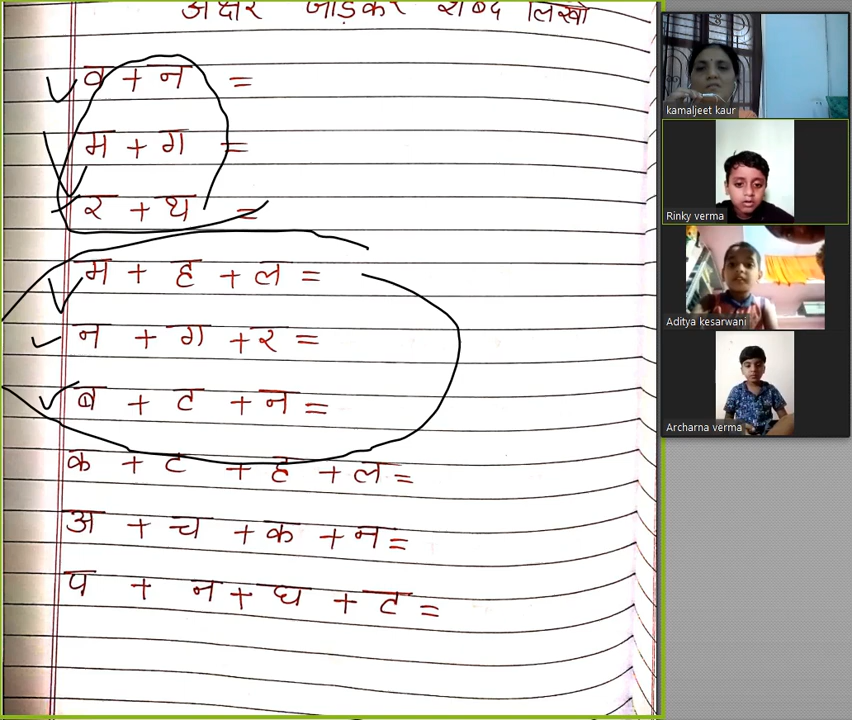 अक्षर जोड़कर शब्द लिखो
व + न =
म + ग =
र + थ =
म + ह + ल =
न + ग + र =
ब + ट + न =
क + ट + ह + ल =
अ + च + क + न =
प + न + घ + ट =
kamaljeet kaur
Rinky verma
Aditya kesarwani
Archarna verma